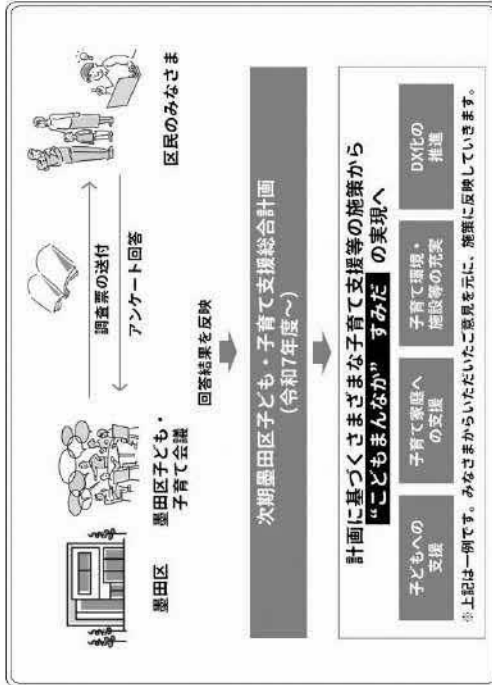 墨田区
墨田区子ども・
子育て会議
調査票の送付
アンケート回答
区民のみなさま
回答結果を反映
次期墨田区子ども・子育て支援総合計画
(令和7年度～)
計画に基づくさまざまな子育て支援等の施策から
“こどもまんなか” すみだ の実現へ
子どもへの
支援
子育て家庭へ
の支援
子育て環境・
施設等の充実
DX化の
推進
※上記は一例です。みなさまからいただいたご意見を元に、施策に反映していきます。